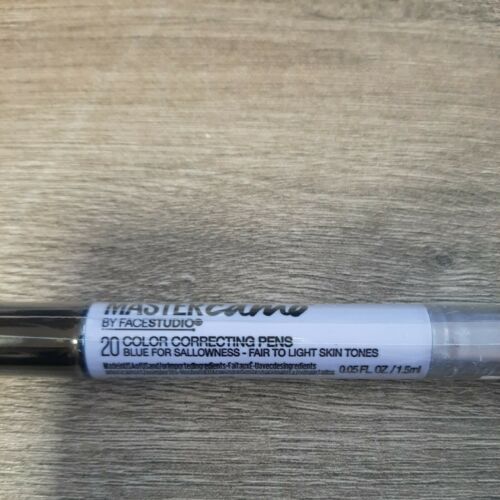 MASTER camo
BY FACESTUDIO®
20 COLOR CORRECTING PENS
BLUE FOR SALLOWNESS - FAIR TO LIGHT SKIN TONES
0.05 FL. OZ. / 1.5ml